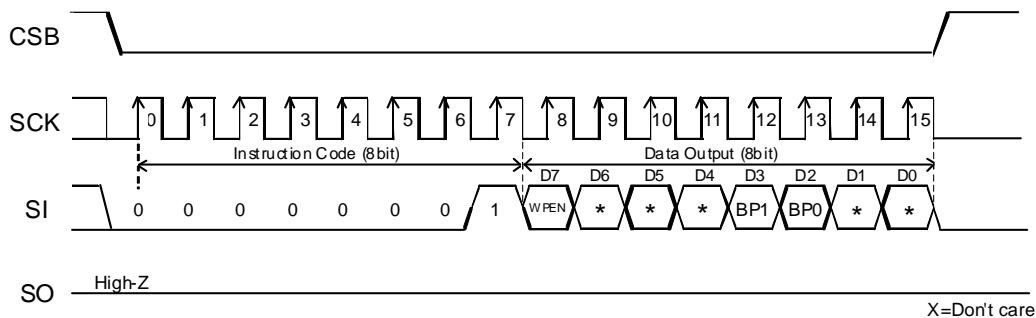 CSB
SCK
0 1 2 3 4 5 6 7 8 9 10 11 12 13 14 15
Instruction Code (8bit) Data Output (8bit)
D7 D6 D5 D4 D3 D2 D1 D0
SI 0 0 0 0 0 0 0 1 WPEN * * * BP1 BP0 * *
High-Z
SO
X=Don't care